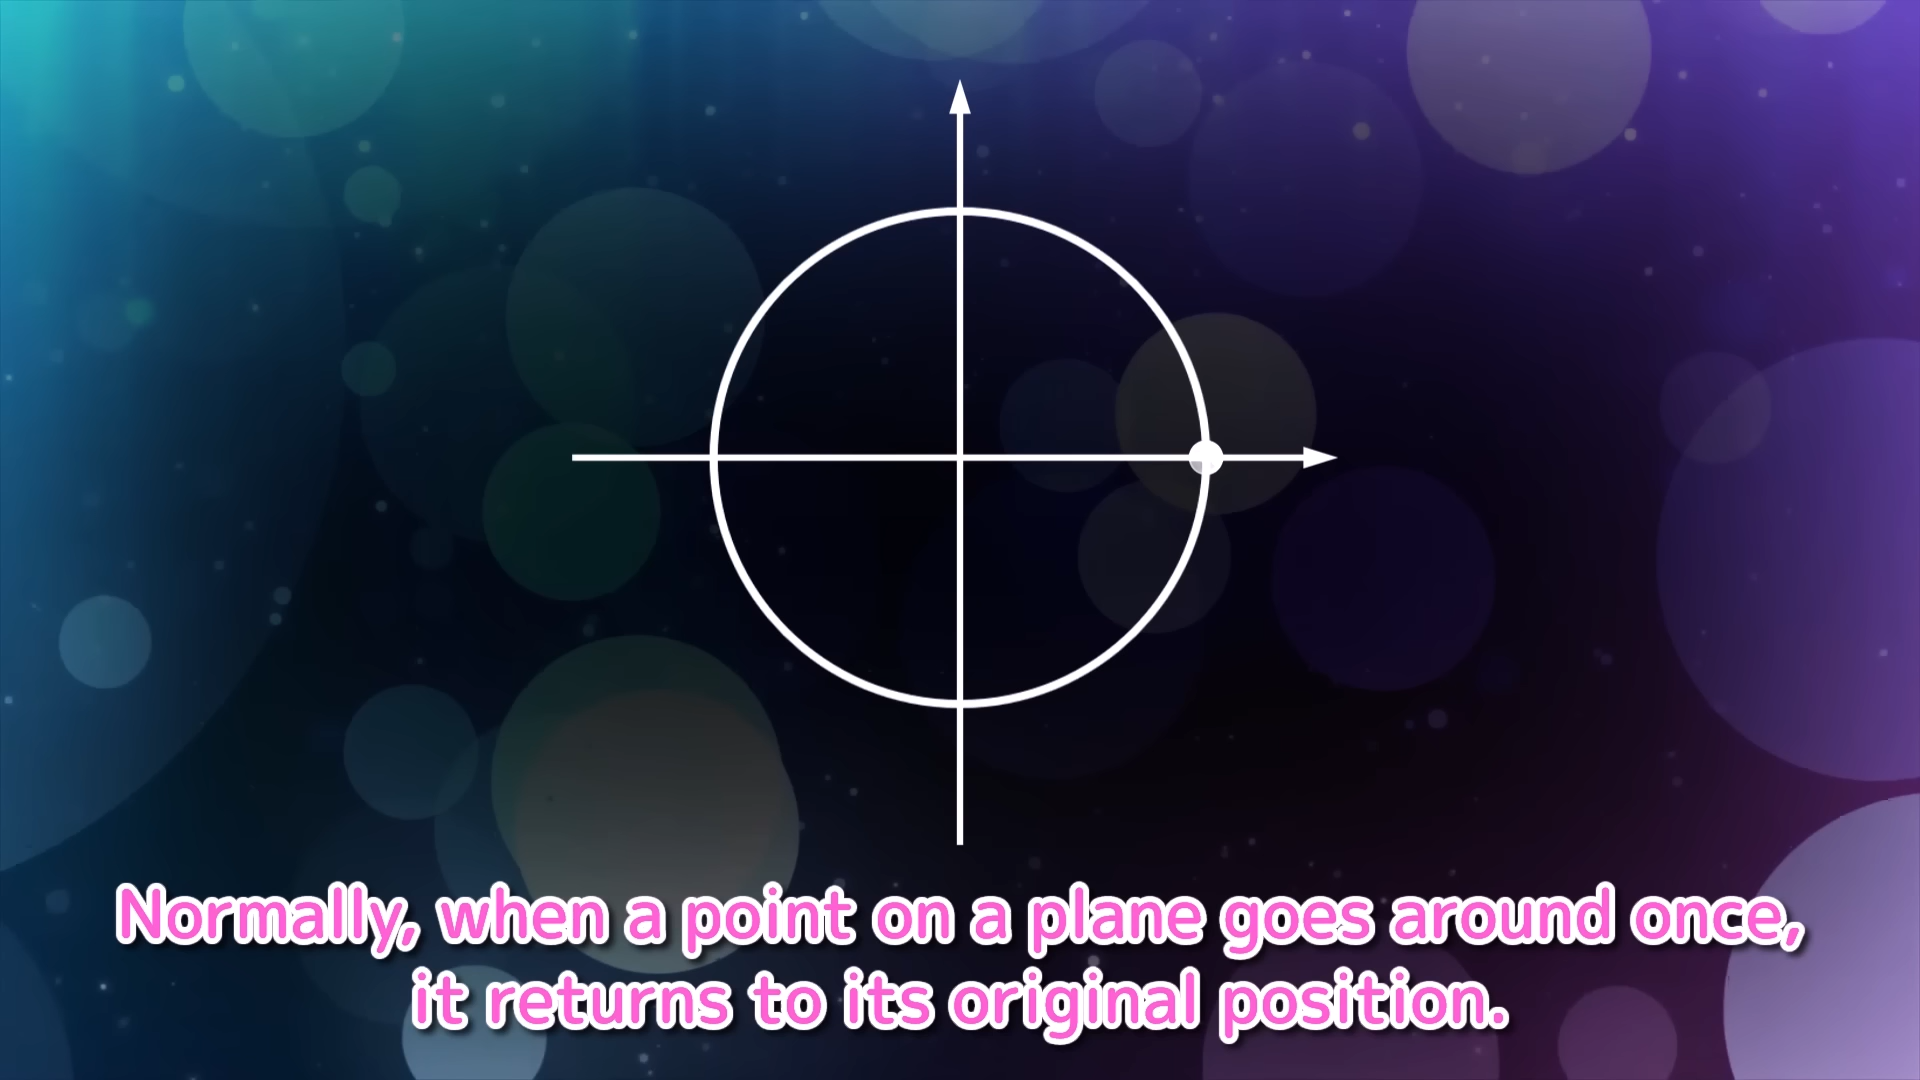 Normally, when a point on a plane goes around once,
it returns to its original position.